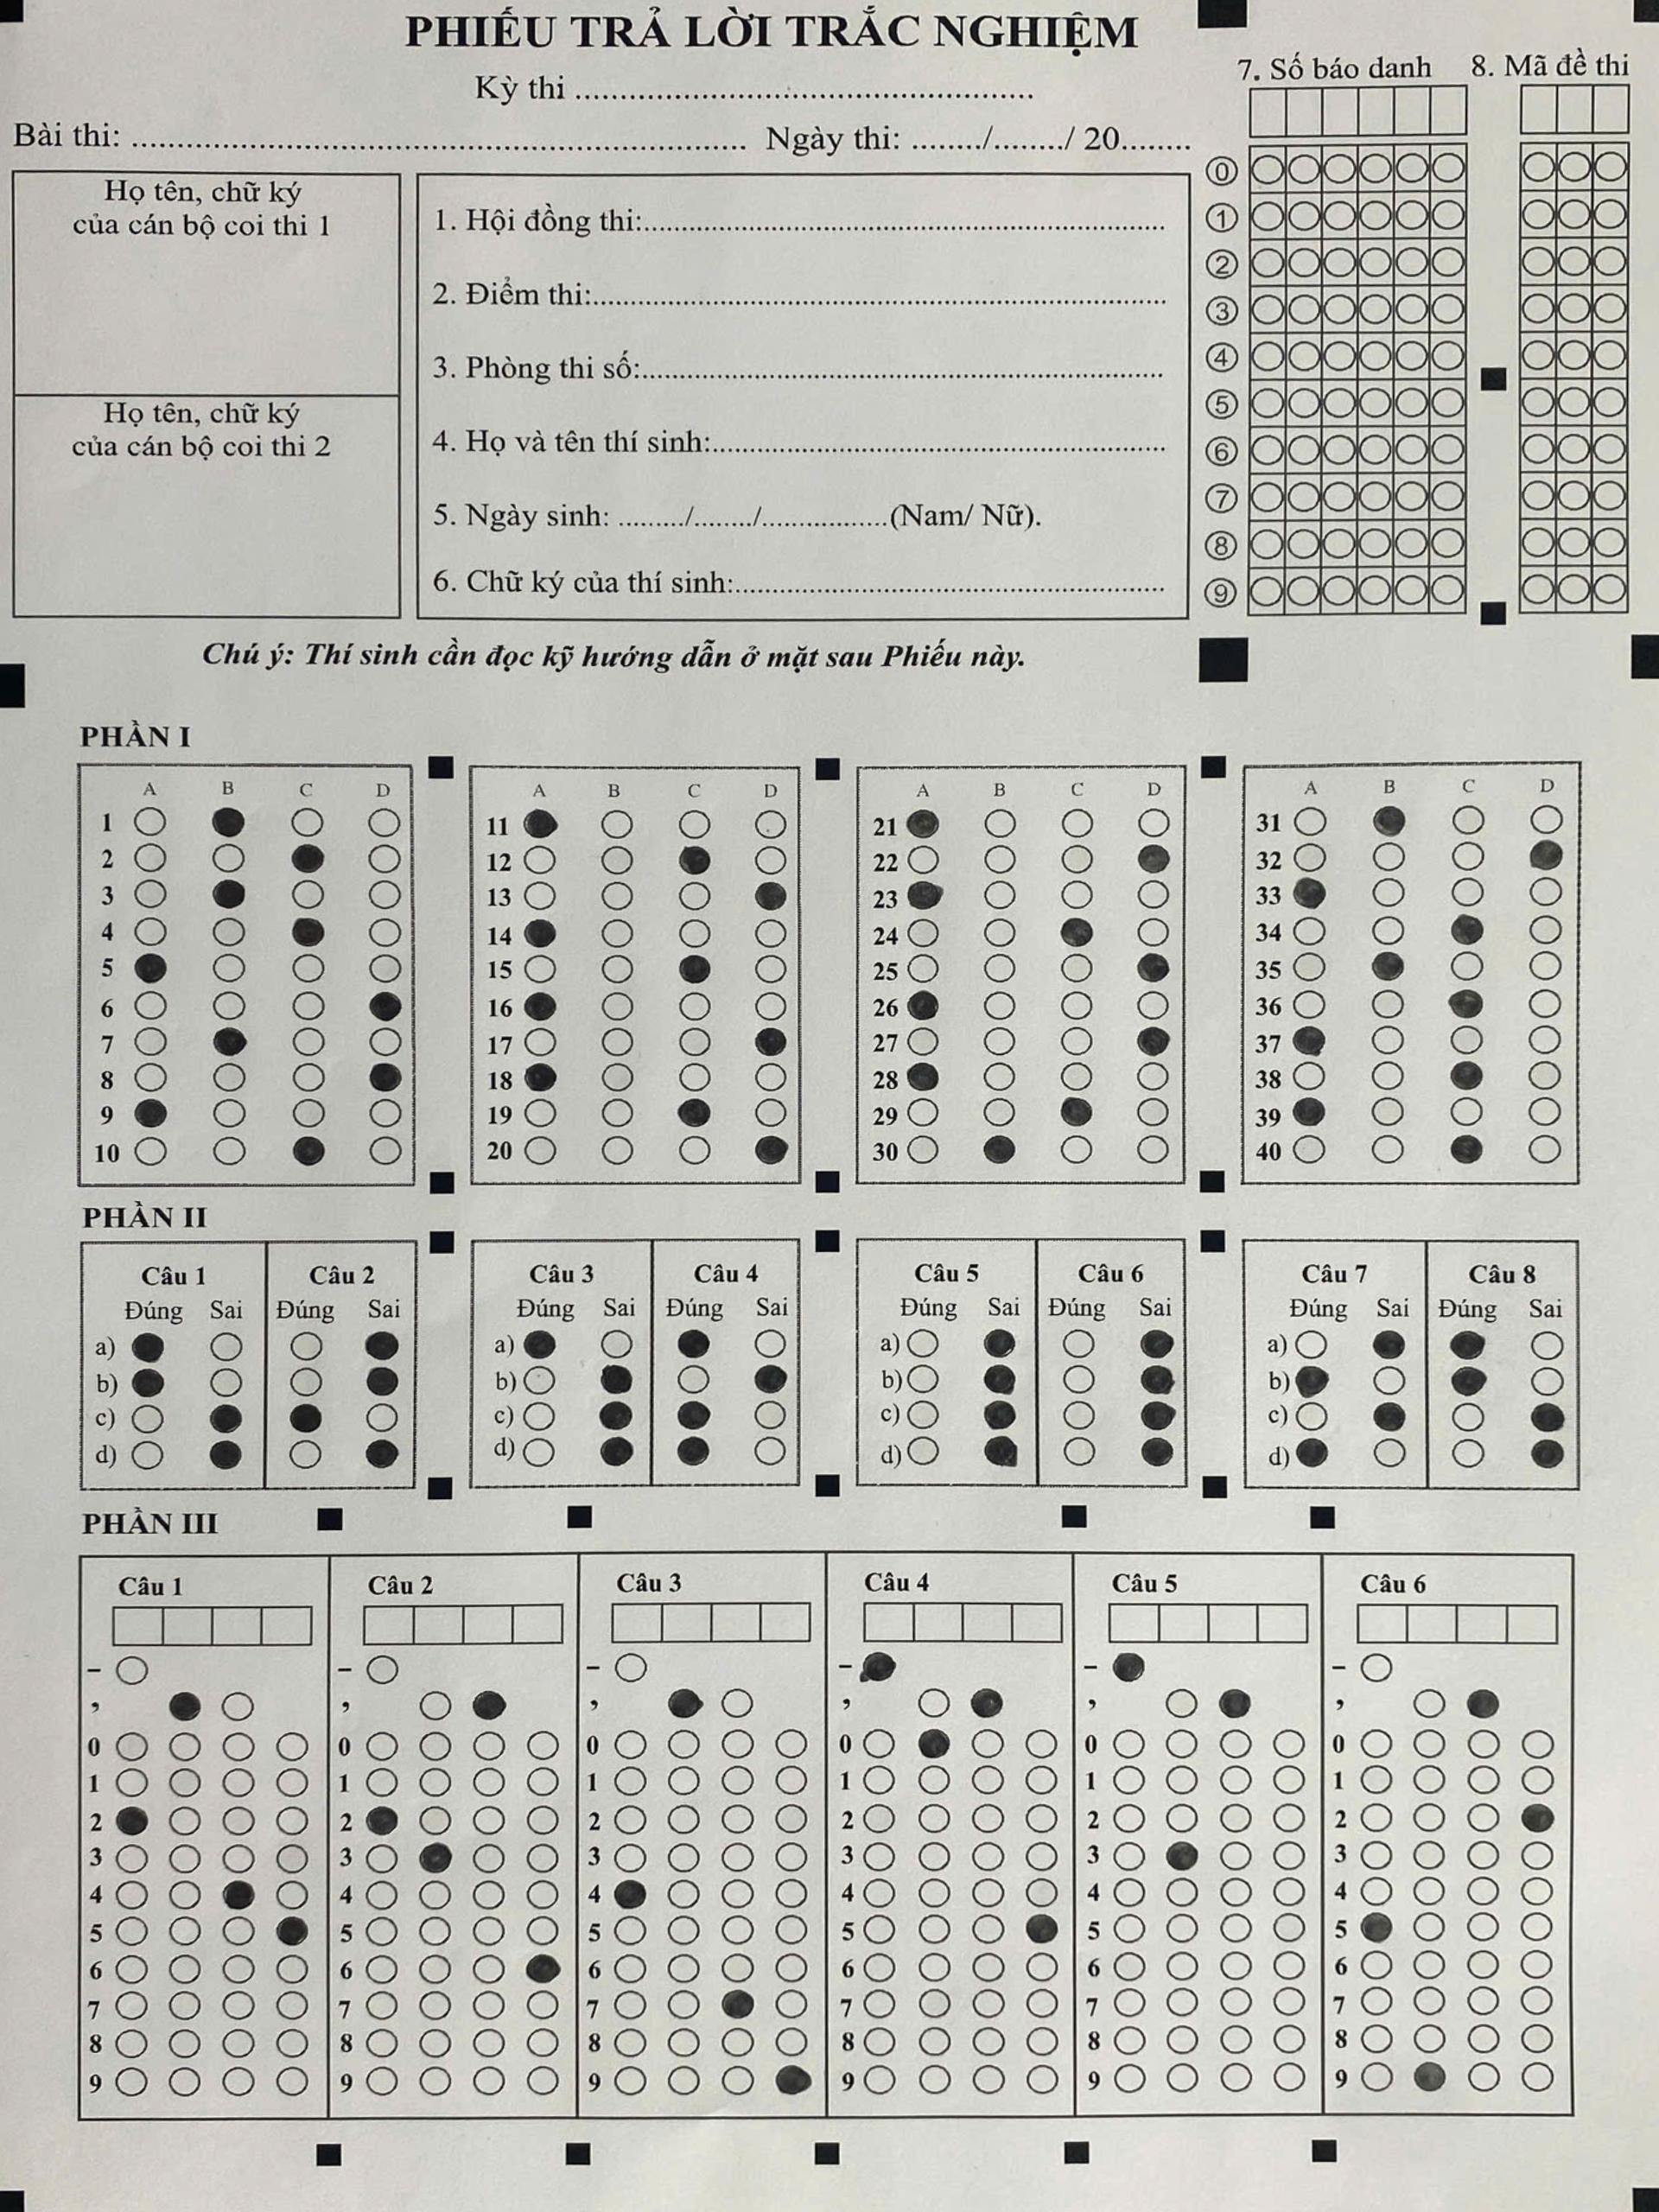 PHIẾU TRẢ LỜI TRẮC NGHIỆM
Kỳ thi ....................................................
Bài thi: .................................................................... Ngày thi: ......../......../ 20........
7. Số báo danh 8. Mã đề thi
0
1
2
3
4
5
6
7
8
9
Họ tên, chữ ký
của cán bộ coi thi 1
Họ tên, chữ ký
của cán bộ coi thi 2
1. Hội đồng thi:..........................................................
2. Điểm thi:................................................................
3. Phòng thi số:..........................................................
4. Họ và tên thí sinh:..................................................
5. Ngày sinh: ........./......../...............(Nam/ Nữ).
6. Chữ ký của thí sinh:................................................
Chú ý: Thí sinh cần đọc kỹ hướng dẫn ở mặt sau Phiếu này.
PHẦN I
A B C D
1
2
3
4
5
6
7
8
9
10
A B C D
11
12
13
14
15
16
17
18
19
20
A B C D
21
22
23
24
25
26
27
28
29
30
A B C D
31
32
33
34
35
36
37
38
39
40
PHẦN II
Câu 1 Câu 2
Đúng Sai Đúng Sai
a)
b)
c)
d)
Câu 3 Câu 4
Đúng Sai Đúng Sai
a)
b)
c)
d)
Câu 5 Câu 6
Đúng Sai Đúng Sai
a)
b)
c)
d)
Câu 7 Câu 8
Đúng Sai Đúng Sai
a)
b)
c)
d)
PHẦN III
Câu 1
-
,
0
1
2
3
4
5
6
7
8
9
Câu 2
-
,
0
1
2
3
4
5
6
7
8
9
Câu 3
-
,
0
1
2
3
4
5
6
7
8
9
Câu 4
-
,
0
1
2
3
4
5
6
7
8
9
Câu 5
-
,
0
1
2
3
4
5
6
7
8
9
Câu 6
-
,
0
1
2
3
4
5
6
7
8
9